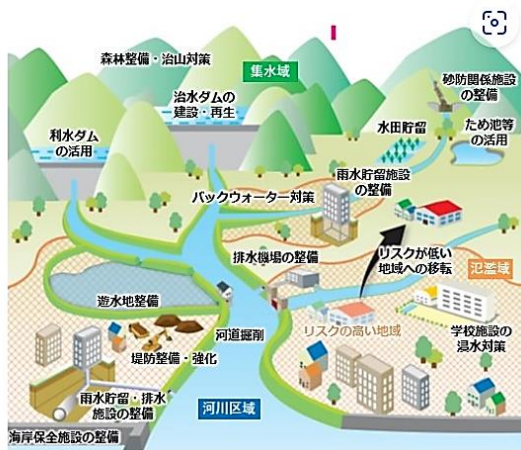 森林整備・治山対策
集水域
砂防関係施設
の整備
治水ダムの
建設・再生
利水ダム
の活用
水田貯留
ため池等
の活用
雨水貯留施設
の整備
バックウォーター対策
排水機場の整備
リスクが低い
地域への移転
氾濫域
遊水地整備
リスクの高い地域
学校施設の
浸水対策
河道掘削
堤防整備・強化
雨水貯留・排水
施設の整備
河川区域
海岸保全施設の整備